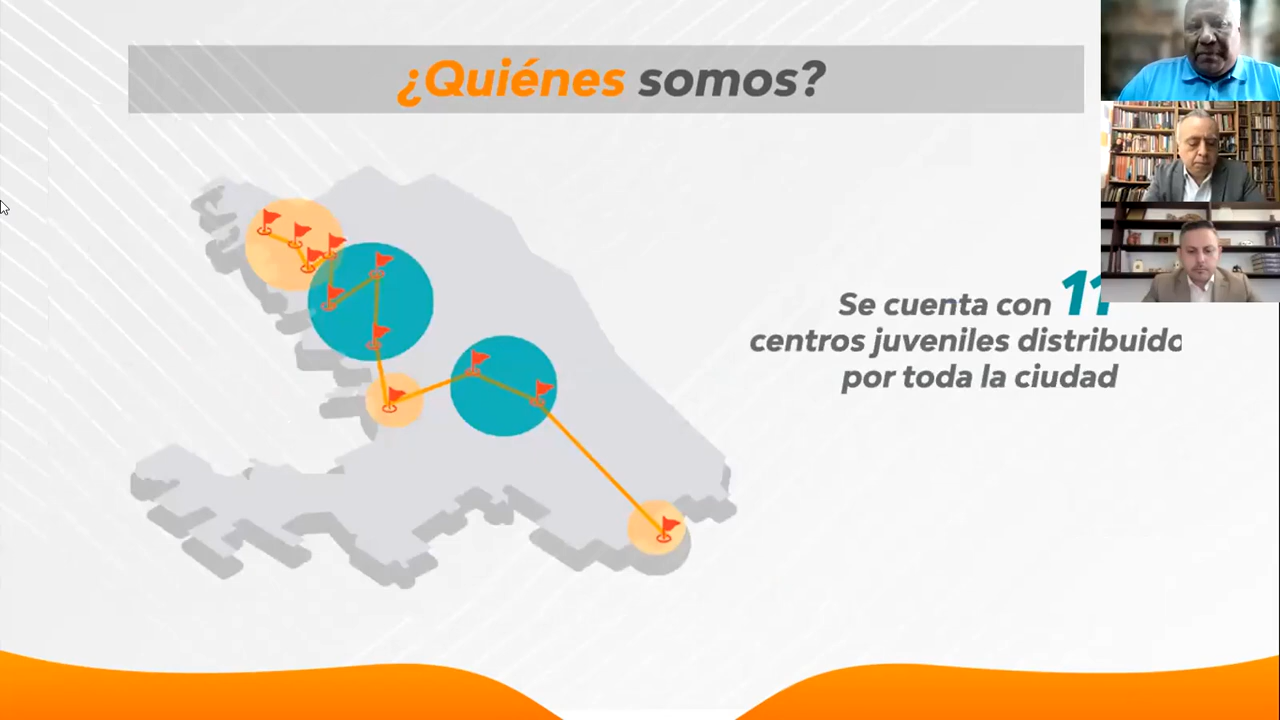 ¿Quiénes somos?
Se cuenta con 11
centros juveniles distribuido
por toda la ciudad